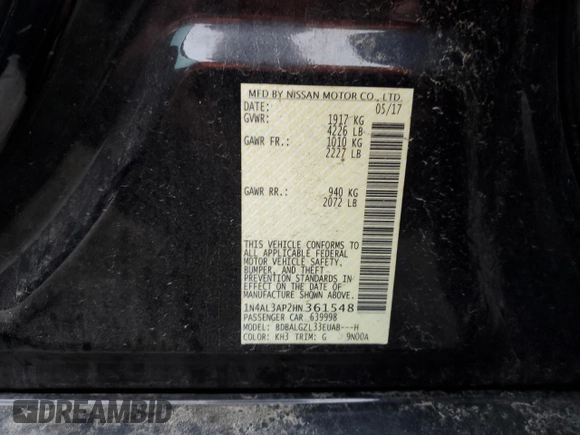 MFD BY NISSAN MOTOR CO., LTD.
DATE: 05/17
GVWR: 1917 KG
4226 LB
GAWR FR.: 1010 KG
2227 LB
GAWR RR.: 940 KG
2072 LB
THIS VEHICLE CONFORMS TO
ALL APPLICABLE FEDERAL
MOTOR VEHICLE SAFETY,
BUMPER, AND THEFT
PREVENTION STANDARDS IN
EFFECT ON THE DATE OF
MANUFACTURE SHOWN ABOVE.
1N4AL3AP2HN361548
PASSENGER CAR 639998
MODEL: BDBALGZL33EUAB---H
COLOR: KH3 TRIM: G 9N00A
DREAMBID